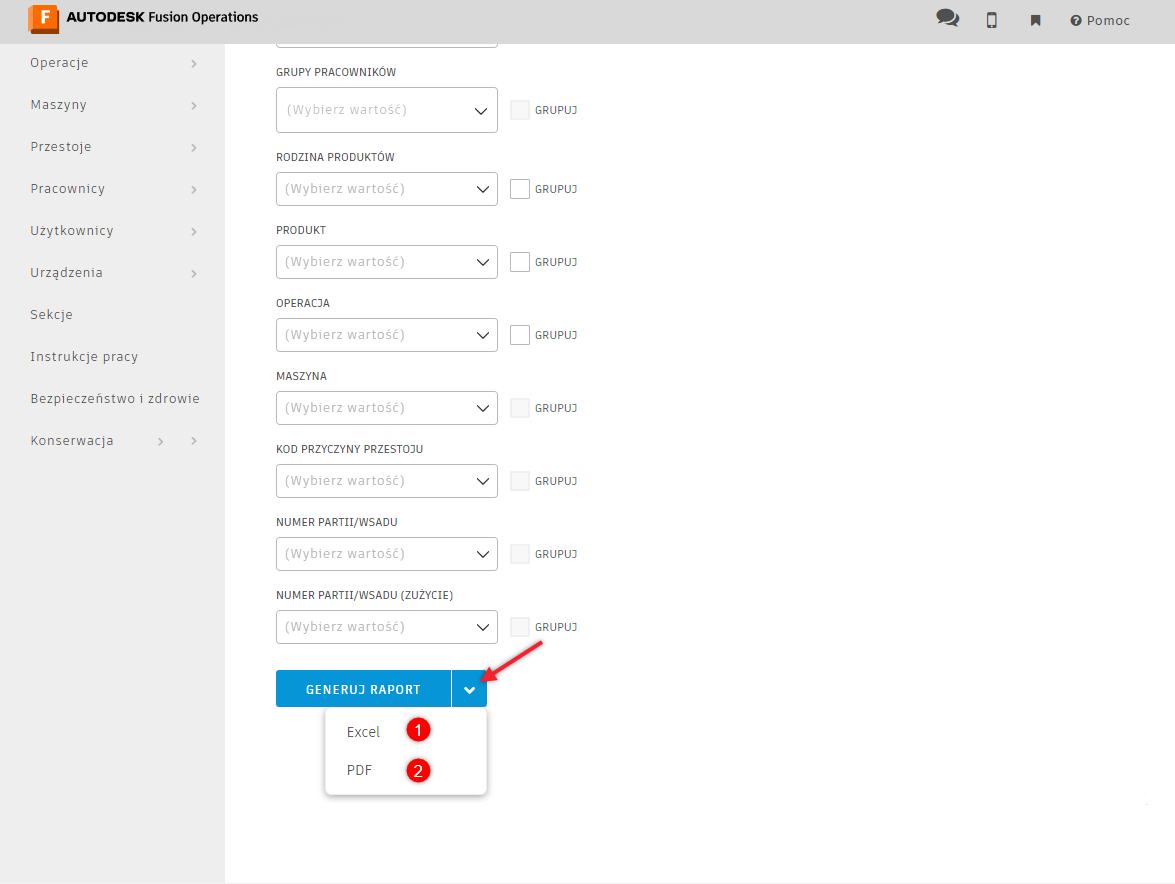 F AUTODESK Fusion Operations
Pomoc
Operacje
Maszyny
Przestoje
Pracownicy
Użytkownicy
Urządzenia
Sekcje
Instrukcje pracy
Bezpieczeństwo i zdrowie
Konserwacja
GRUPY PRACOWNIKÓW
(Wybierz wartość) GRUPUJ
RODZINA PRODUKTÓW
(Wybierz wartość) GRUPUJ
PRODUKT
(Wybierz wartość) GRUPUJ
OPERACJA
(Wybierz wartość) GRUPUJ
MASZYNA
(Wybierz wartość) GRUPUJ
KOD PRZYCZYNY PRZESTOJU
(Wybierz wartość) GRUPUJ
NUMER PARTII/WSADU
(Wybierz wartość) GRUPUJ
NUMER PARTII/WSADU (ZUŻYCIE)
(Wybierz wartość) GRUPUJ
GENERUJ RAPORT
Excel 1
PDF 2